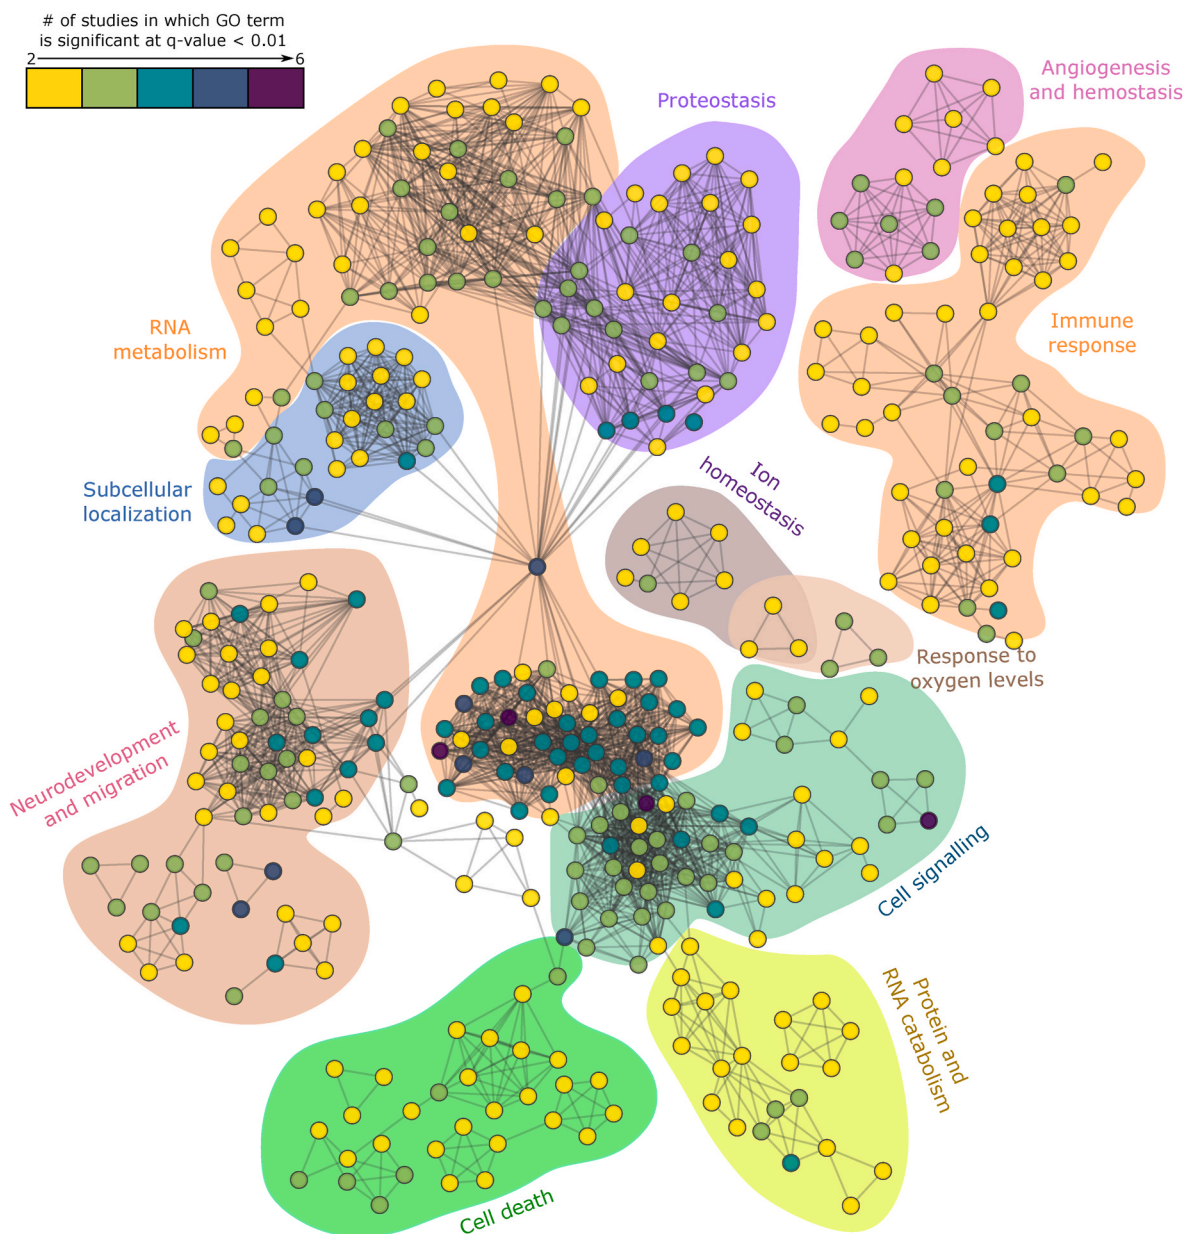 # of studies in which GO term
is significant at q-value < 0.01
2 6
Angiogenesis
and hemostasis
Proteostasis
RNA
metabolism
Immune
response
Subcellular
localization
Ion
homeostasis
Response to
oxygen levels
Neurodevelopment
and migration
Cell signalling
Protein and
RNA catabolism
Cell death